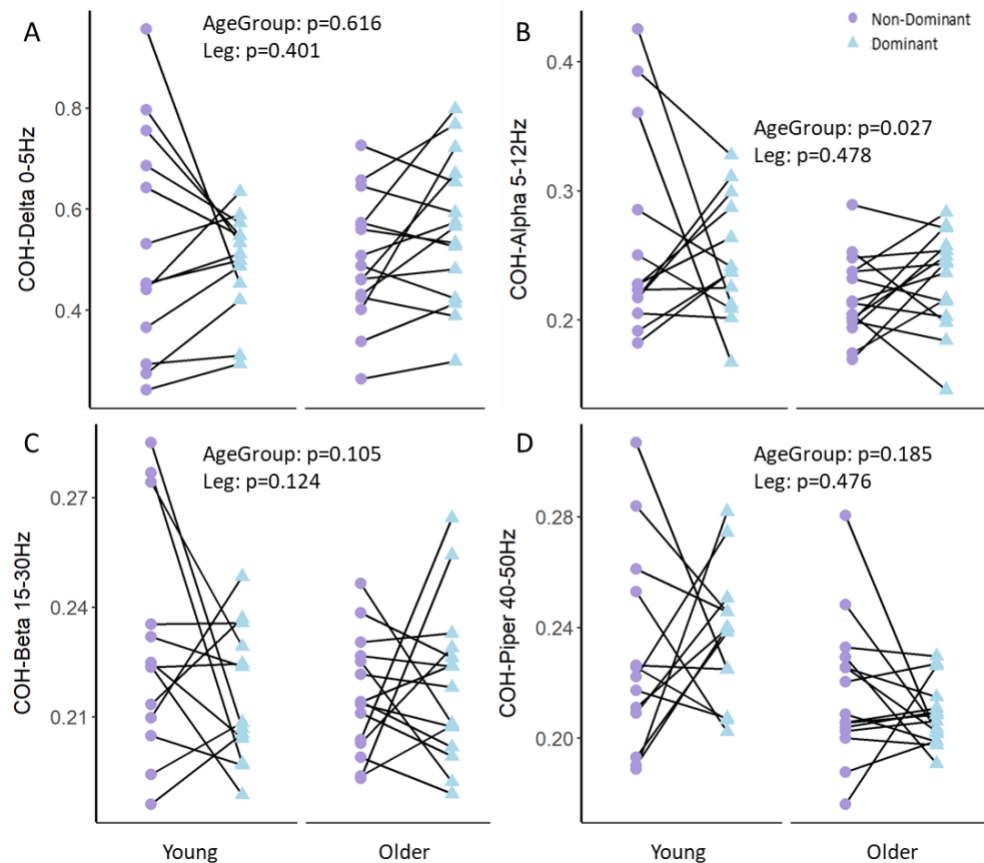 A
AgeGroup: p=0.616
Leg: p=0.401
COH-Delta 0-5Hz
0.8
0.6
0.4
B
Non-Dominant
Dominant
AgeGroup: p=0.027
Leg: p=0.478
COH-Alpha 5-12Hz
0.4
0.3
0.2
C
AgeGroup: p=0.105
Leg: p=0.124
COH-Beta 15-30Hz
0.27
0.24
0.21
Young
Older
D
AgeGroup: p=0.185
Leg: p=0.476
COH-Piper 40-50Hz
0.28
0.24
0.20
Young
Older